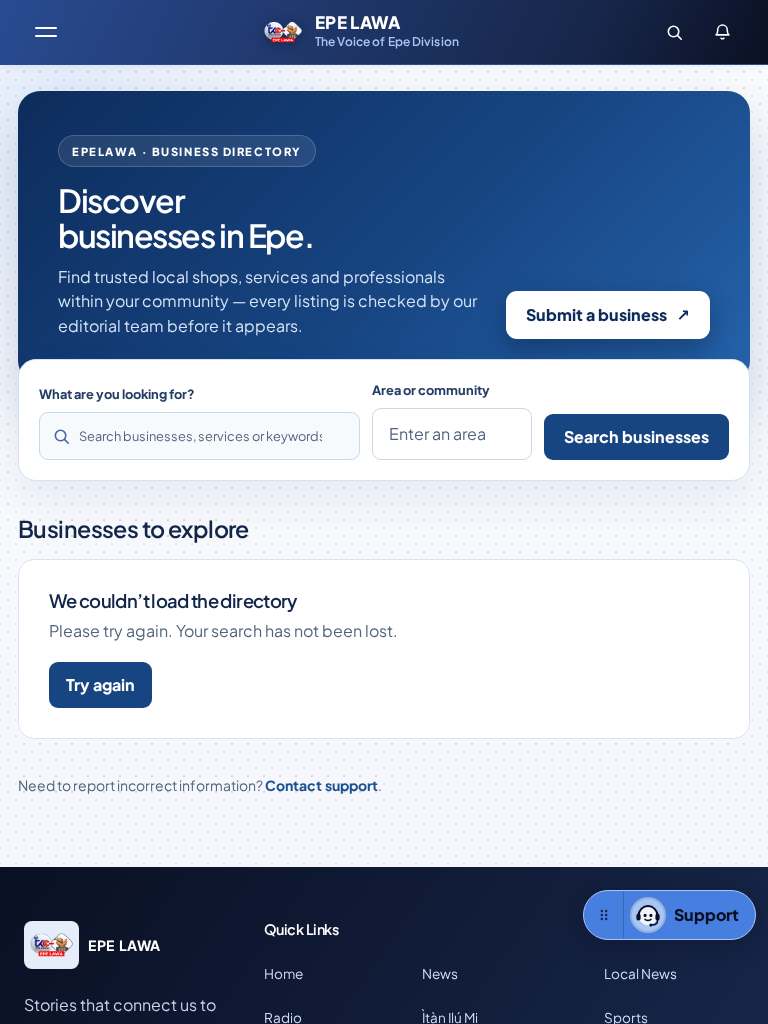 EPE LAWA
The Voice of Epe Division
EPELAWA · BUSINESS DIRECTORY
Discover
businesses in Epe.
Find trusted local shops, services and professionals
within your community — every listing is checked by our
editorial team before it appears.
Submit a business ↗
What are you looking for?
Search businesses, services or keywords
Area or community
Enter an area
Search businesses
Businesses to explore
We couldn’t load the directory
Please try again. Your search has not been lost.
Try again
Need to report incorrect information? Contact support.
Support
EPE LAWA
Stories that connect us to
Quick Links
Home
News
Local News
Radio
Ìtàn Ilú Mi
Sports